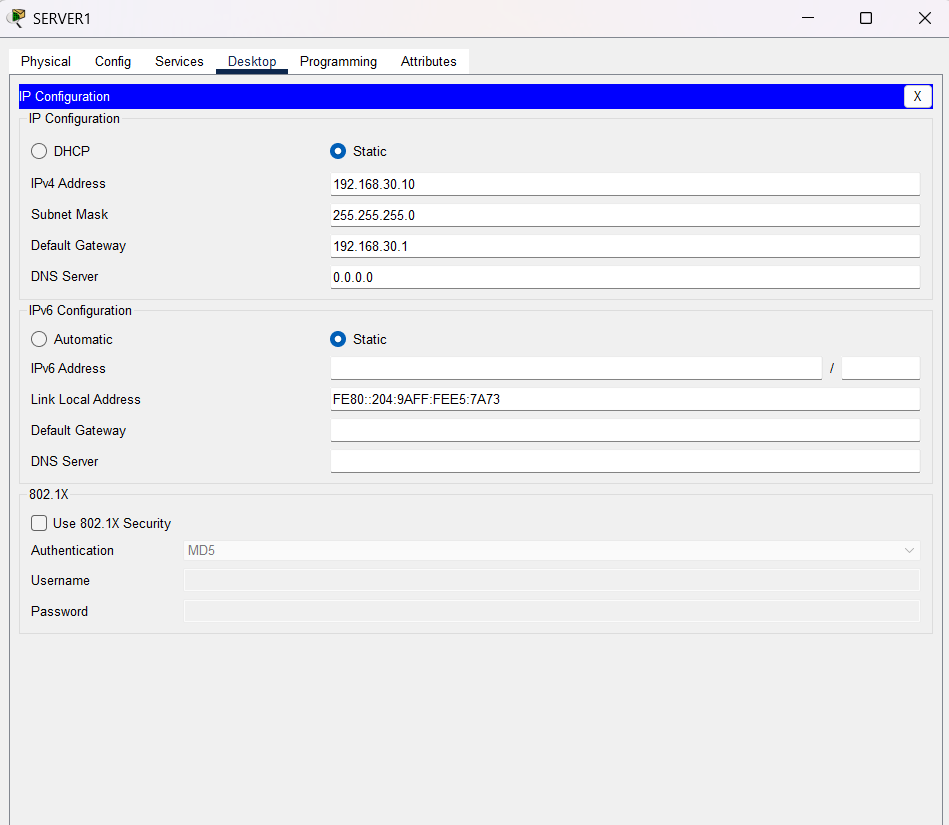 SERVER1
Physical Config Services Desktop Programming Attributes
IP Configuration X
IP Configuration
DHCP Static
IPv4 Address 192.168.30.10
Subnet Mask 255.255.255.0
Default Gateway 192.168.30.1
DNS Server 0.0.0.0
IPv6 Configuration
Automatic Static
IPv6 Address /
Link Local Address FE80::204:9AFF:FEE5:7A73
Default Gateway
DNS Server
802.1X
Use 802.1X Security
Authentication MD5
Username
Password